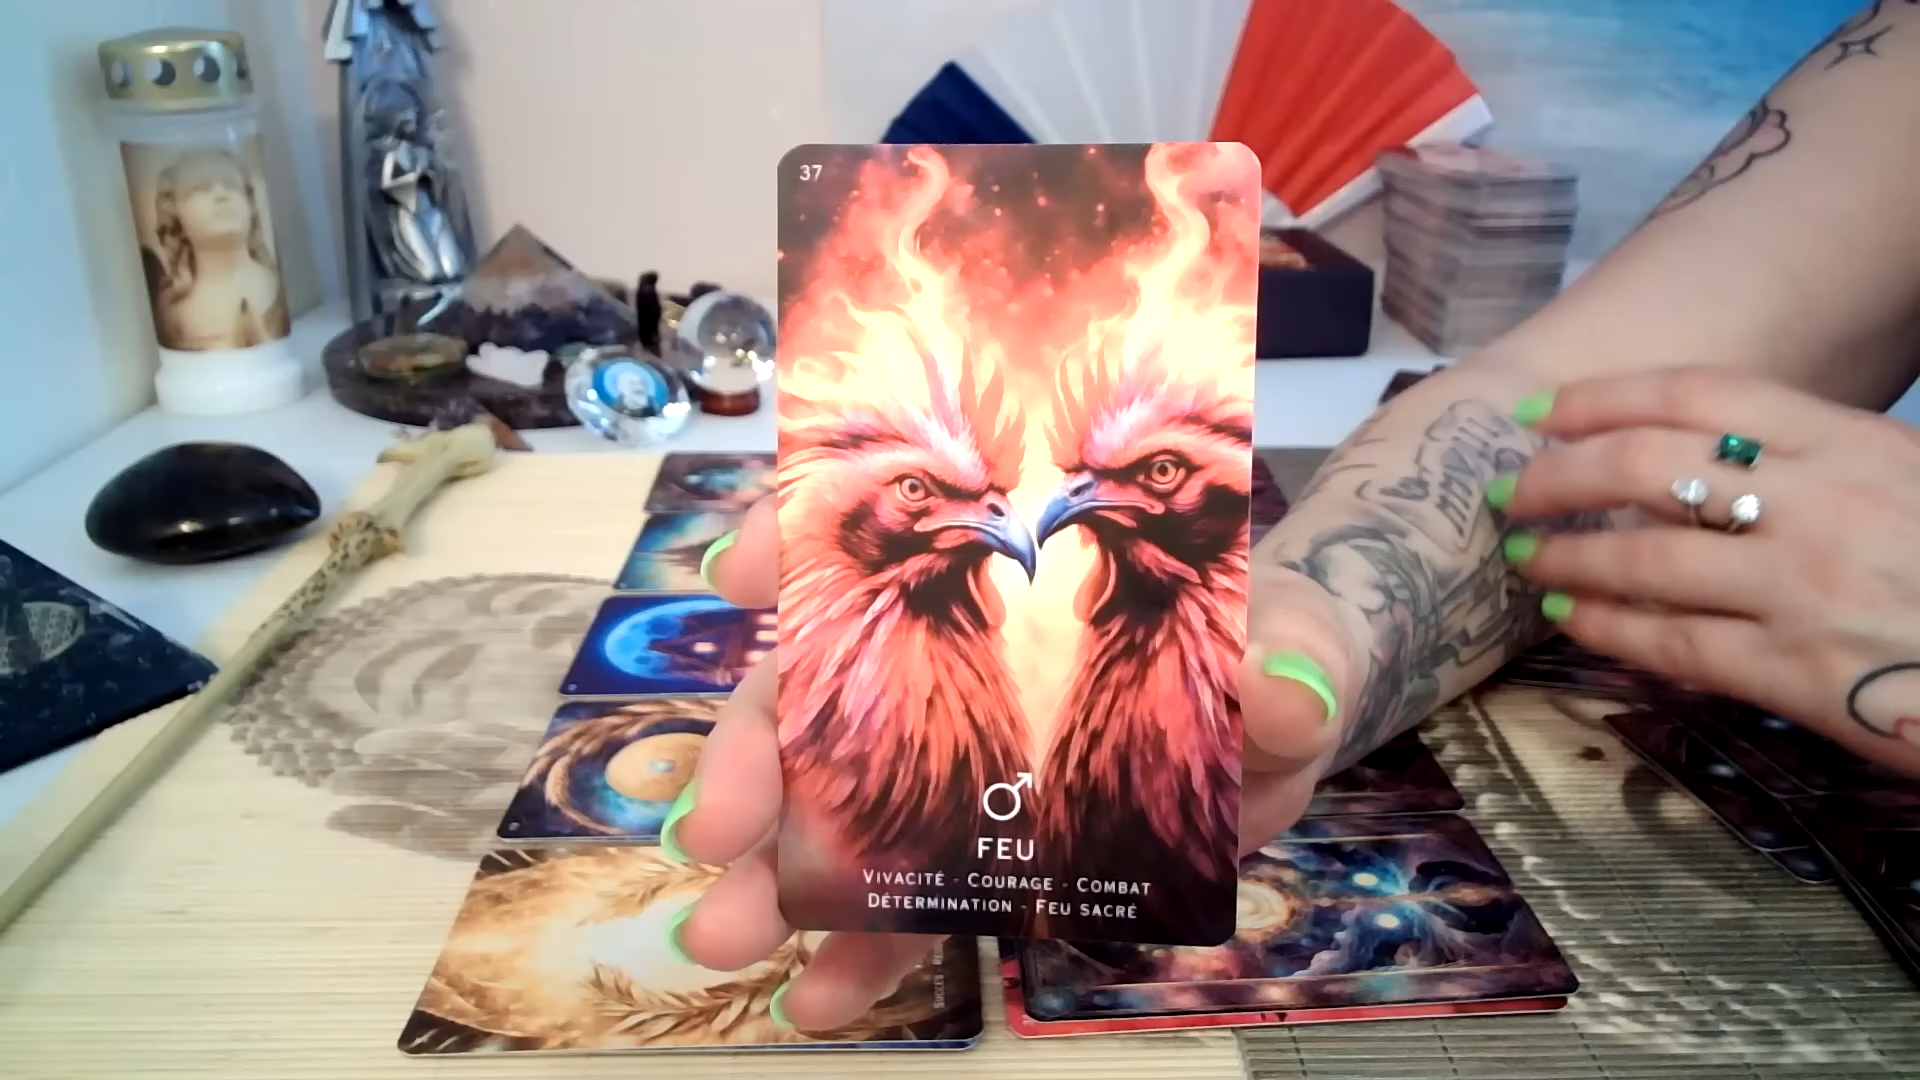 37
FEU
VIVACITÉ - COURAGE - COMBAT
DÉTERMINATION - FEU SACRÉ